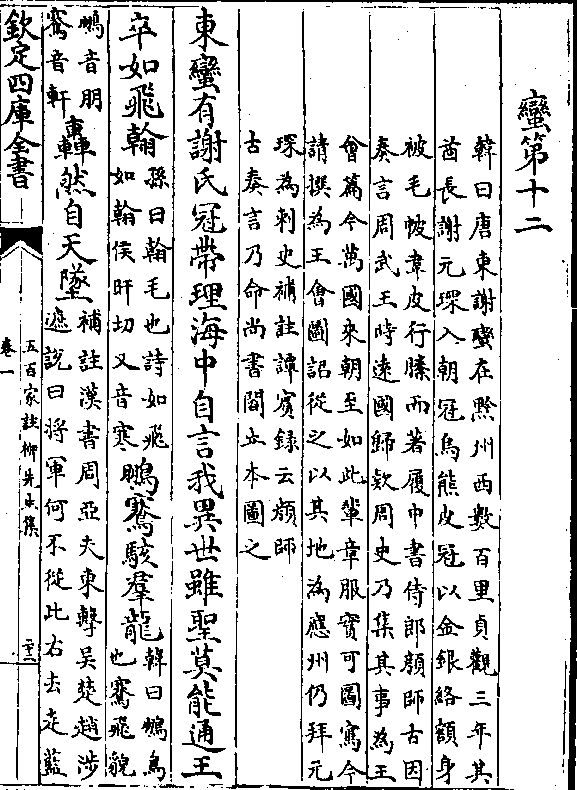 蠻第十二
韓曰唐東謝蠻在黔州西數百里貞觀三年其
酋長謝元琛入朝冠烏熊皮冠以金銀絡額身
被毛帔韋皮行縢而著履中書侍郎顏師古因
奏言周武王時遠國歸欵周史乃集其事為王
會篇今萬國來朝至如此輩章服實可圖寫今
請撰為王會圖詔從之以其地為應州仍拜元
琛為刺史補註譚賓録云顏師
古奏言乃命尚書閻立本圖之
東蠻有謝氏冠帶理海中自言我異世雖聖莫能通王
卒如飛翰孫曰翰毛也詩如飛
如翰侯旰切又音寒鵬騫駭羣龍韓曰鵬鳥
也騫飛貌
鵬音朋
騫音軒轟然自天墜補註漢書周亞夫東擊吳楚趙涉
遮說曰將軍何不從此右去走藍
欽定四庫全書
五百家註柳先生集
卷一
二十二